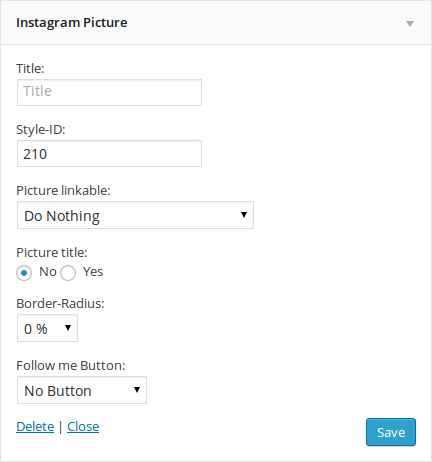 Instagram Picture
Title:
Title
Style-ID:
210
Picture linkable:
Do Nothing
Picture title:
No Yes
Border-Radius:
0 %
Follow me Button:
No Button
Delete | Close
Save